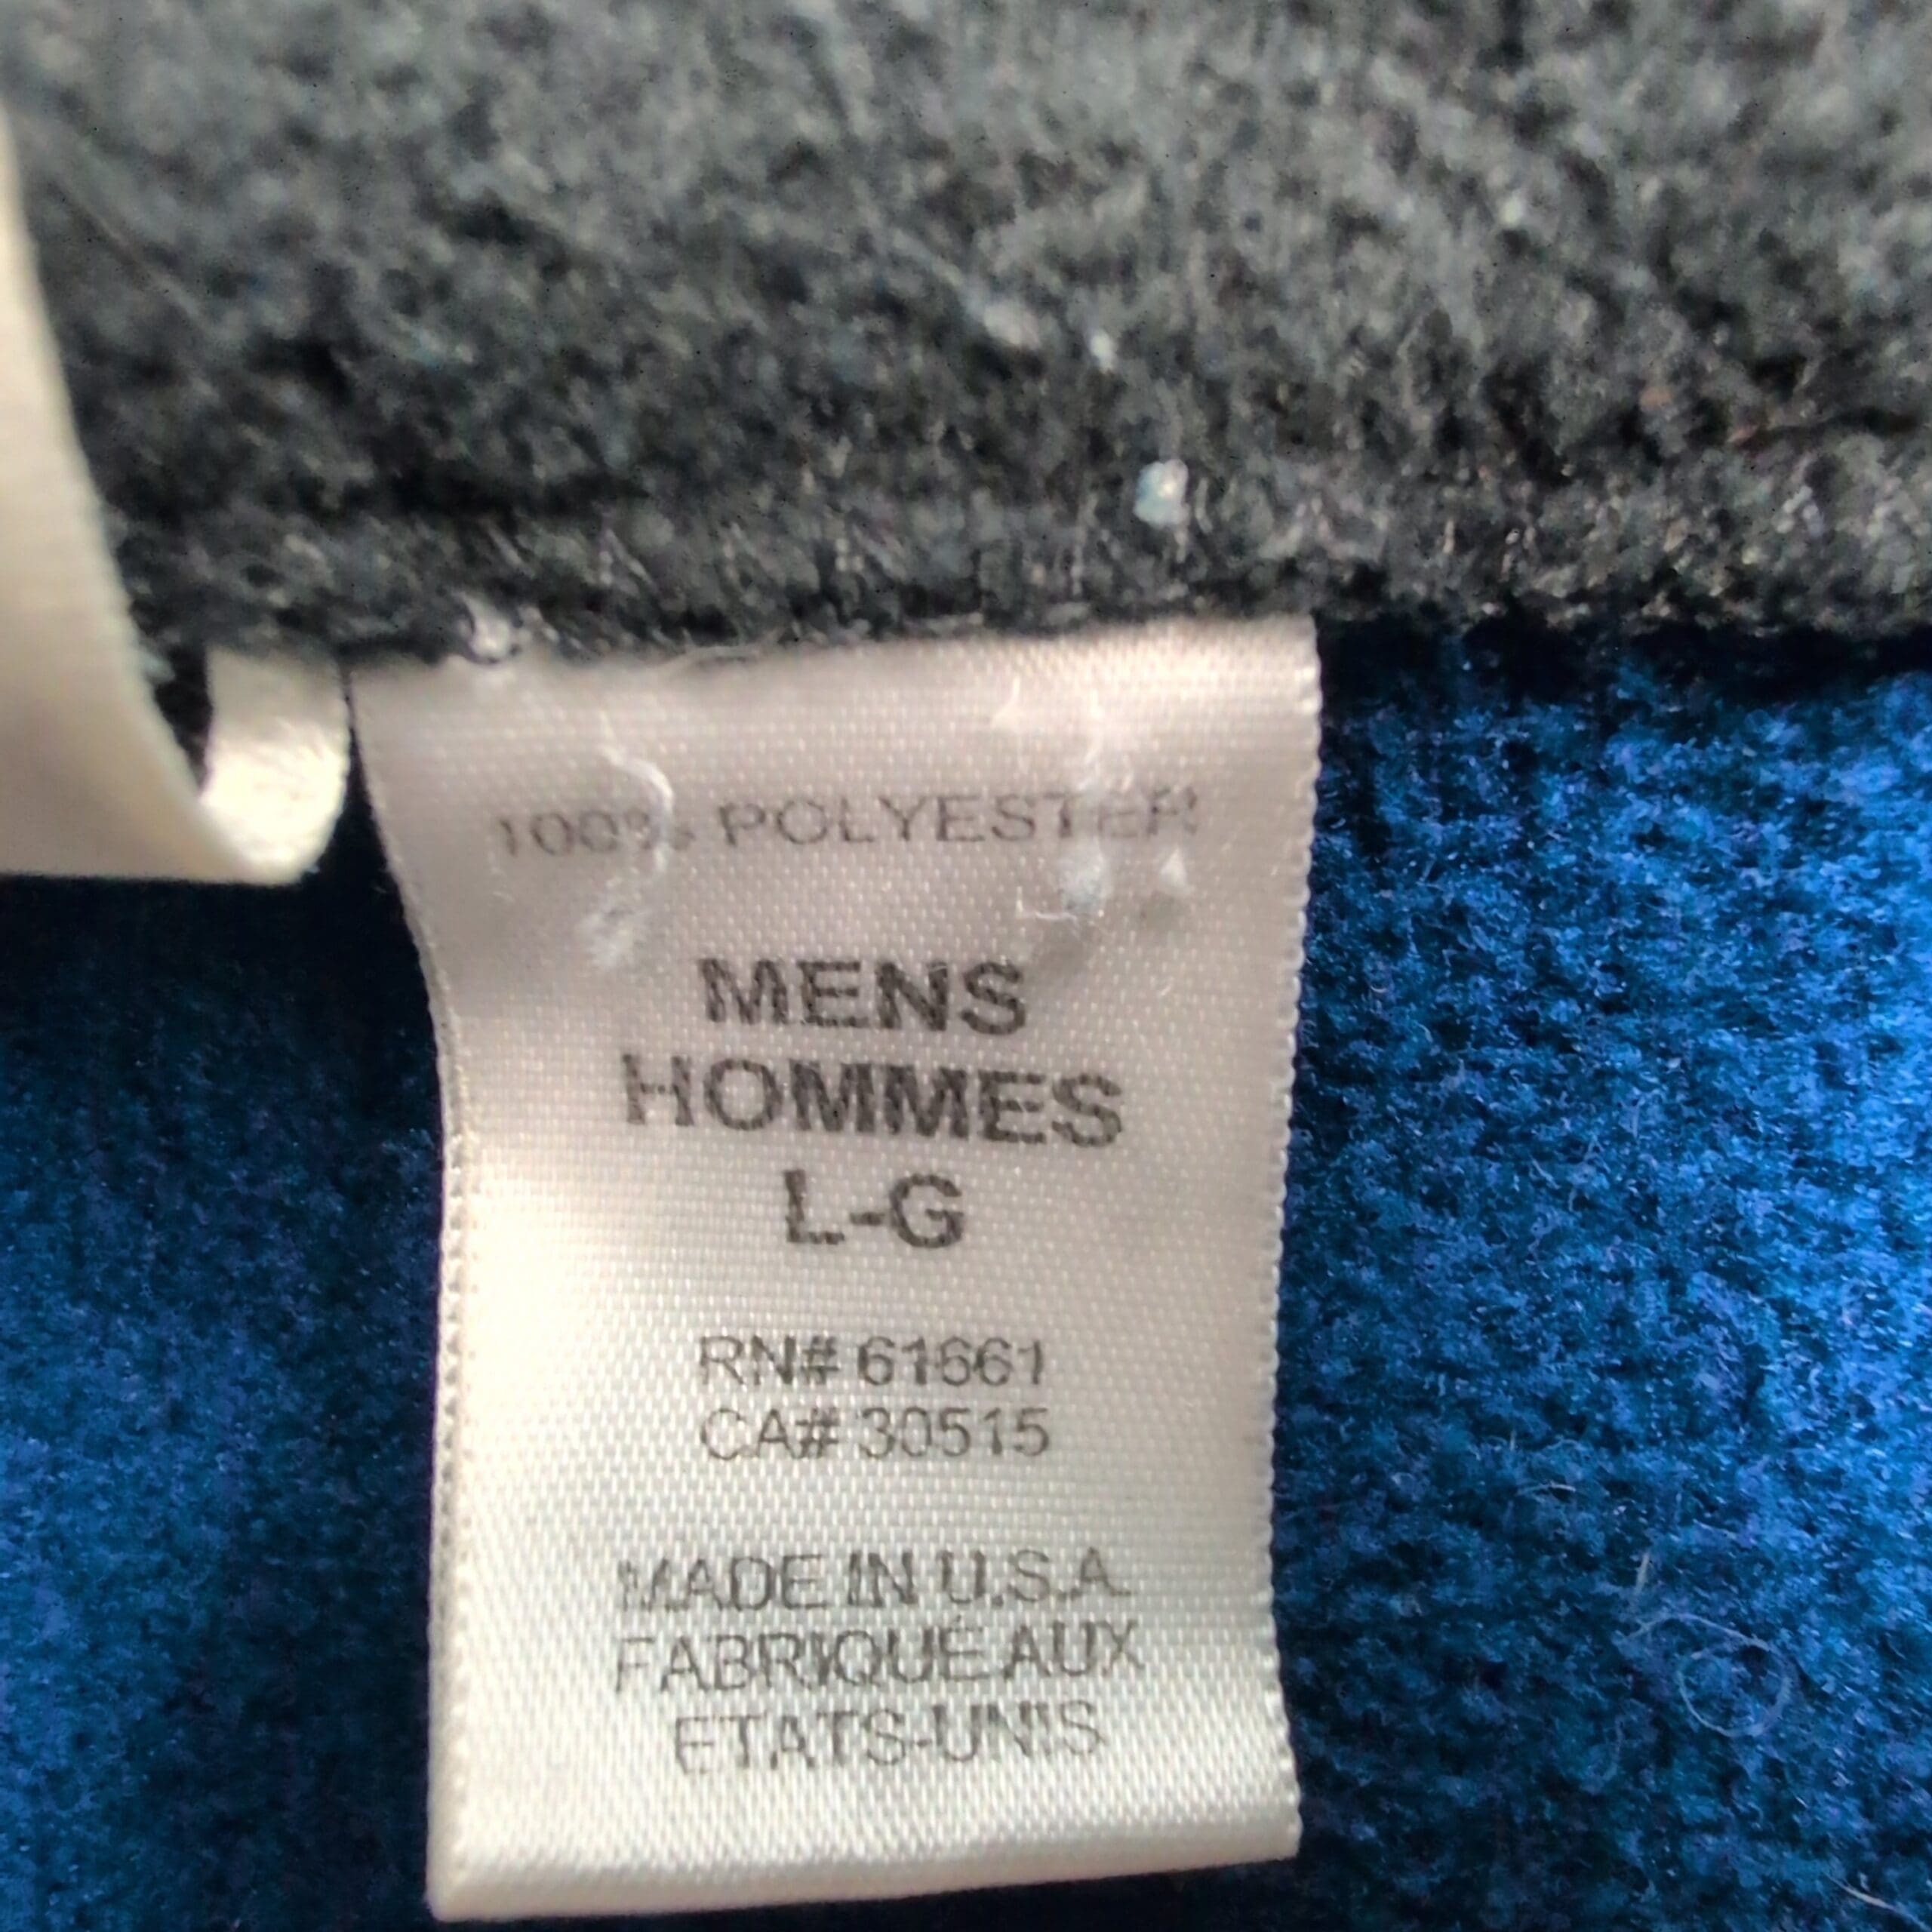 100% POLYESTER
MENS
HOMMES
L-G
RN# 61661
CA# 30515
MADE IN U.S.A.
FABRIQUÉ AUX
ETATS-UNIS